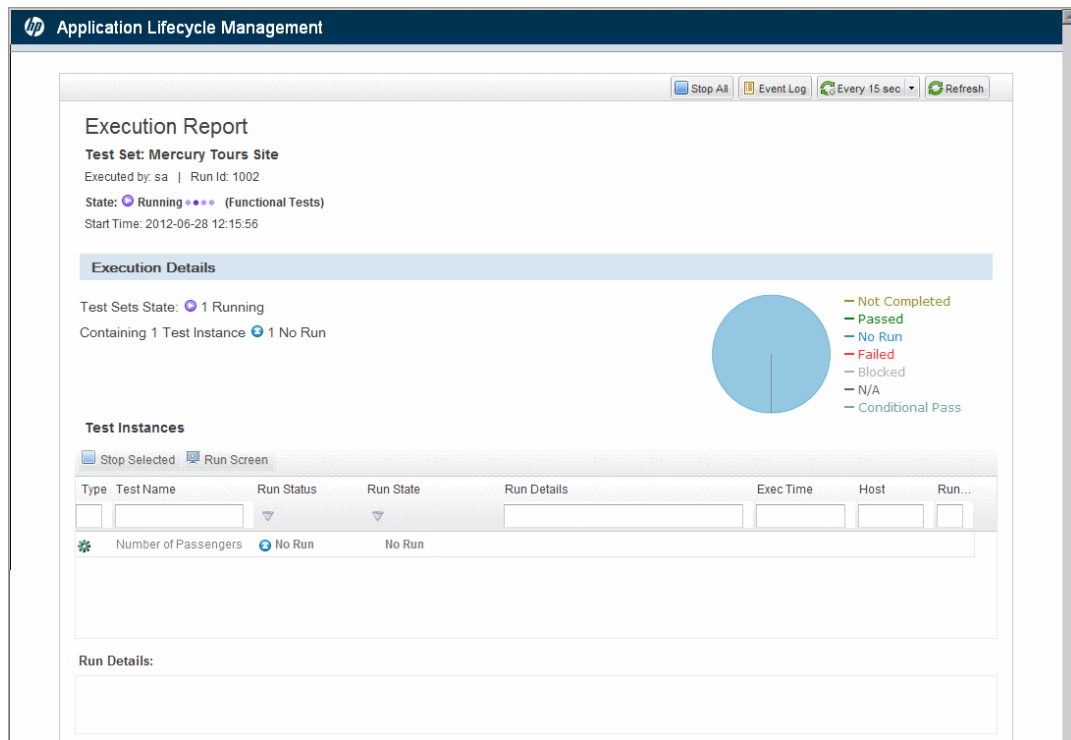 hp Application Lifecycle Management
Stop All Event Log Every 15 sec Refresh
Execution Report
Test Set: Mercury Tours Site
Executed by: sa | Run Id: 1002
State: Running (Functional Tests)
Start Time: 2012-06-28 12:15:56
Execution Details
Test Sets State: 1 Running
Containing 1 Test Instance 1 No Run
Not Completed
Passed
No Run
Failed
Blocked
N/A
Conditional Pass
Test Instances
Stop Selected Run Screen
Type Test Name Run Status Run State Run Details Exec Time Host Run...
Number of Passengers No Run No Run
Run Details: